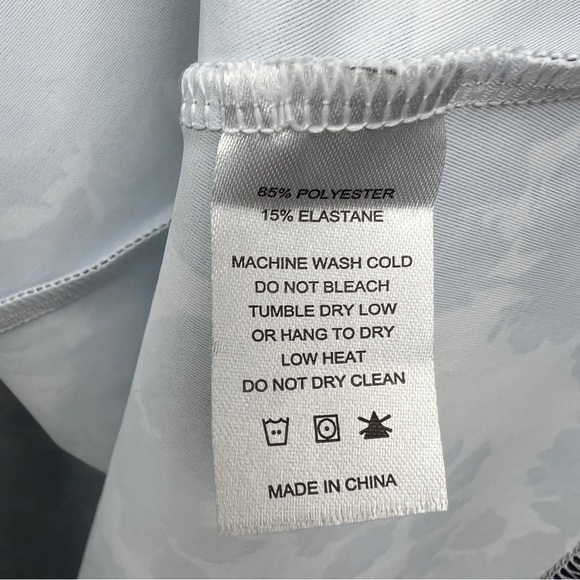 85% POLYESTER
15% ELASTANE
MACHINE WASH COLD
DO NOT BLEACH
TUMBLE DRY LOW
OR HANG TO DRY
LOW HEAT
DO NOT DRY CLEAN
MADE IN CHINA